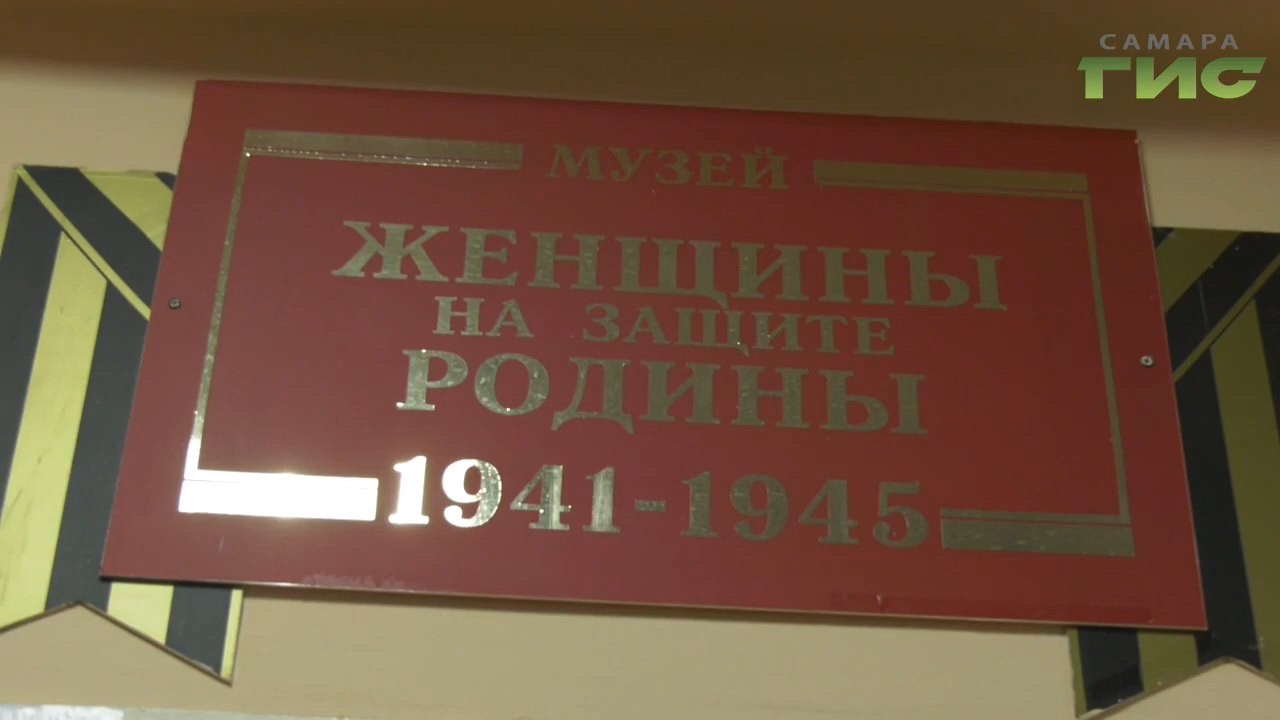 САМАРА
ГИС
МУЗЕЙ
ЖЕНЩИНЫ
НА ЗАЩИТЕ
РОДИНЫ
1941-1945